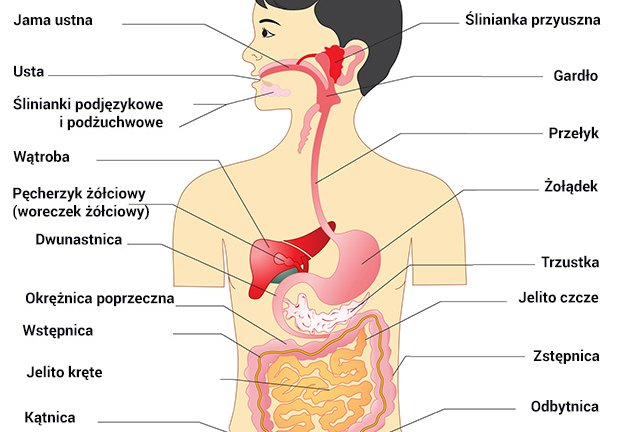 Jama ustna
Usta
Ślinianki podjęzykowe
i podżuchwowe
Wątroba
Pęcherzyk żółciowy
(woreczek żółciowy)
Dwunastnica
Okrężnica poprzeczna
Wstępnica
Jelito kręte
Kątnica
Ślinianka przyuszna
Gardło
Przełyk
Żołądek
Trzustka
Jelito czcze
Zstępnica
Odbytnica